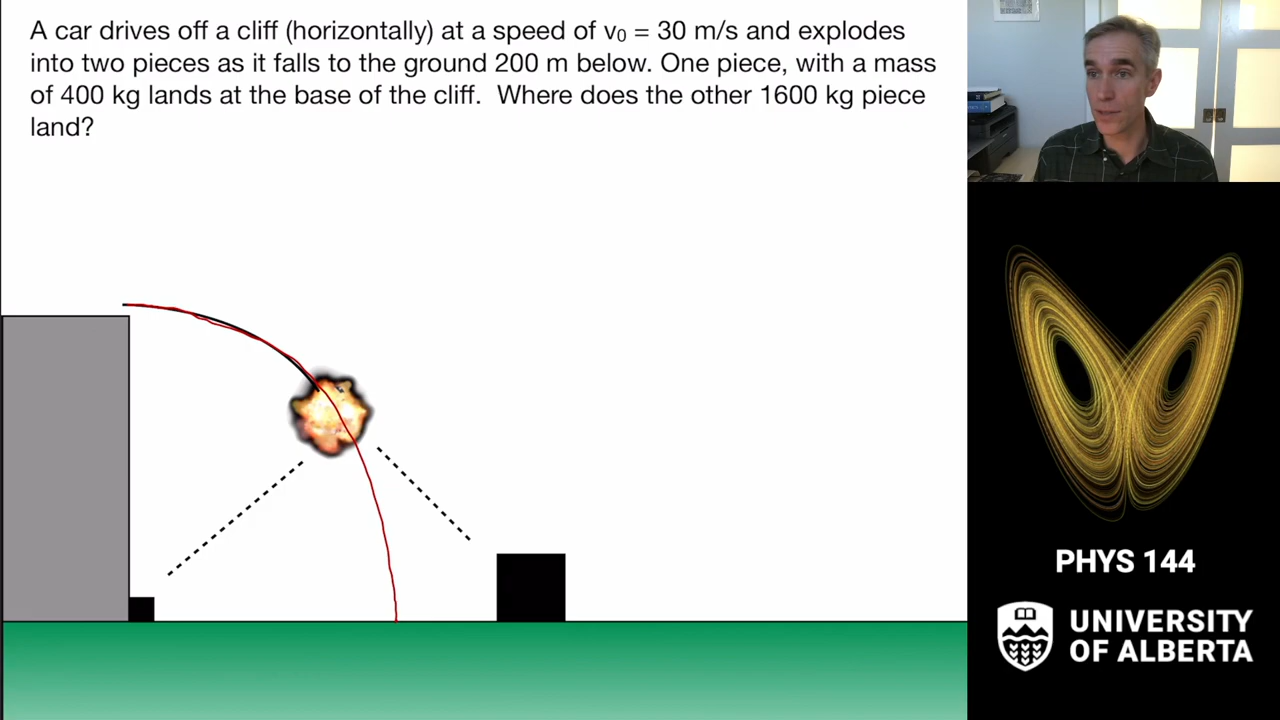 A car drives off a cliff (horizontally) at a speed of v₀ = 30 m/s and explodes
into two pieces as it falls to the ground 200 m below. One piece, with a mass
of 400 kg lands at the base of the cliff.  Where does the other 1600 kg piece
land?
PHYS 144
UNIVERSITY
OF ALBERTA